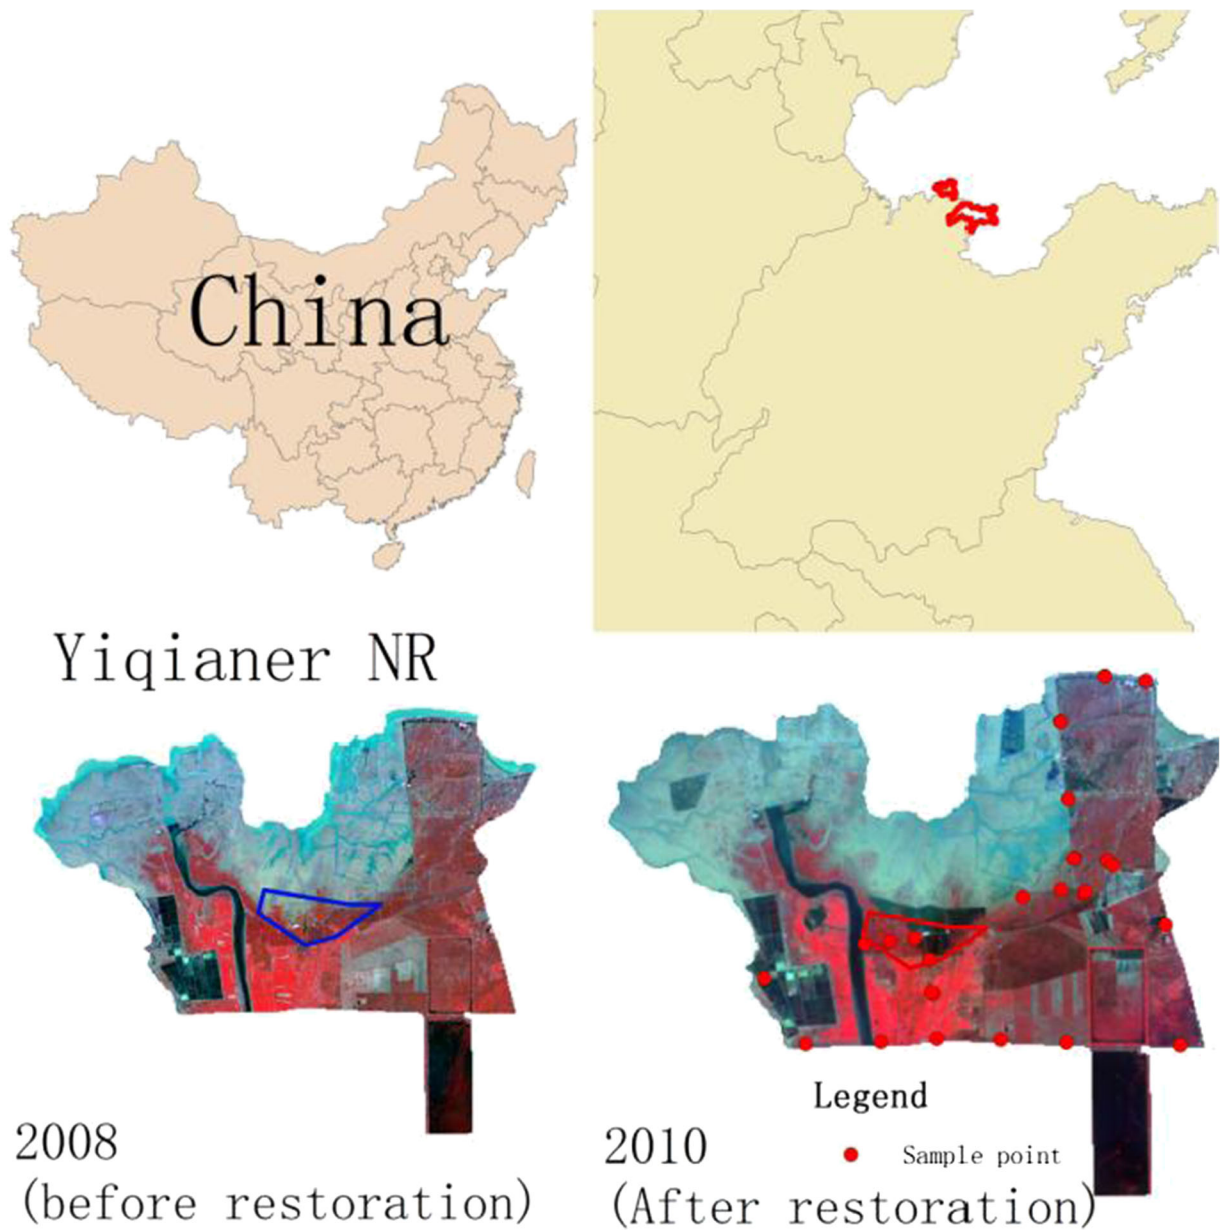 China
Yiqianer NR
2008
(before restoration)
Legend
Sample point
2010
(After restoration)